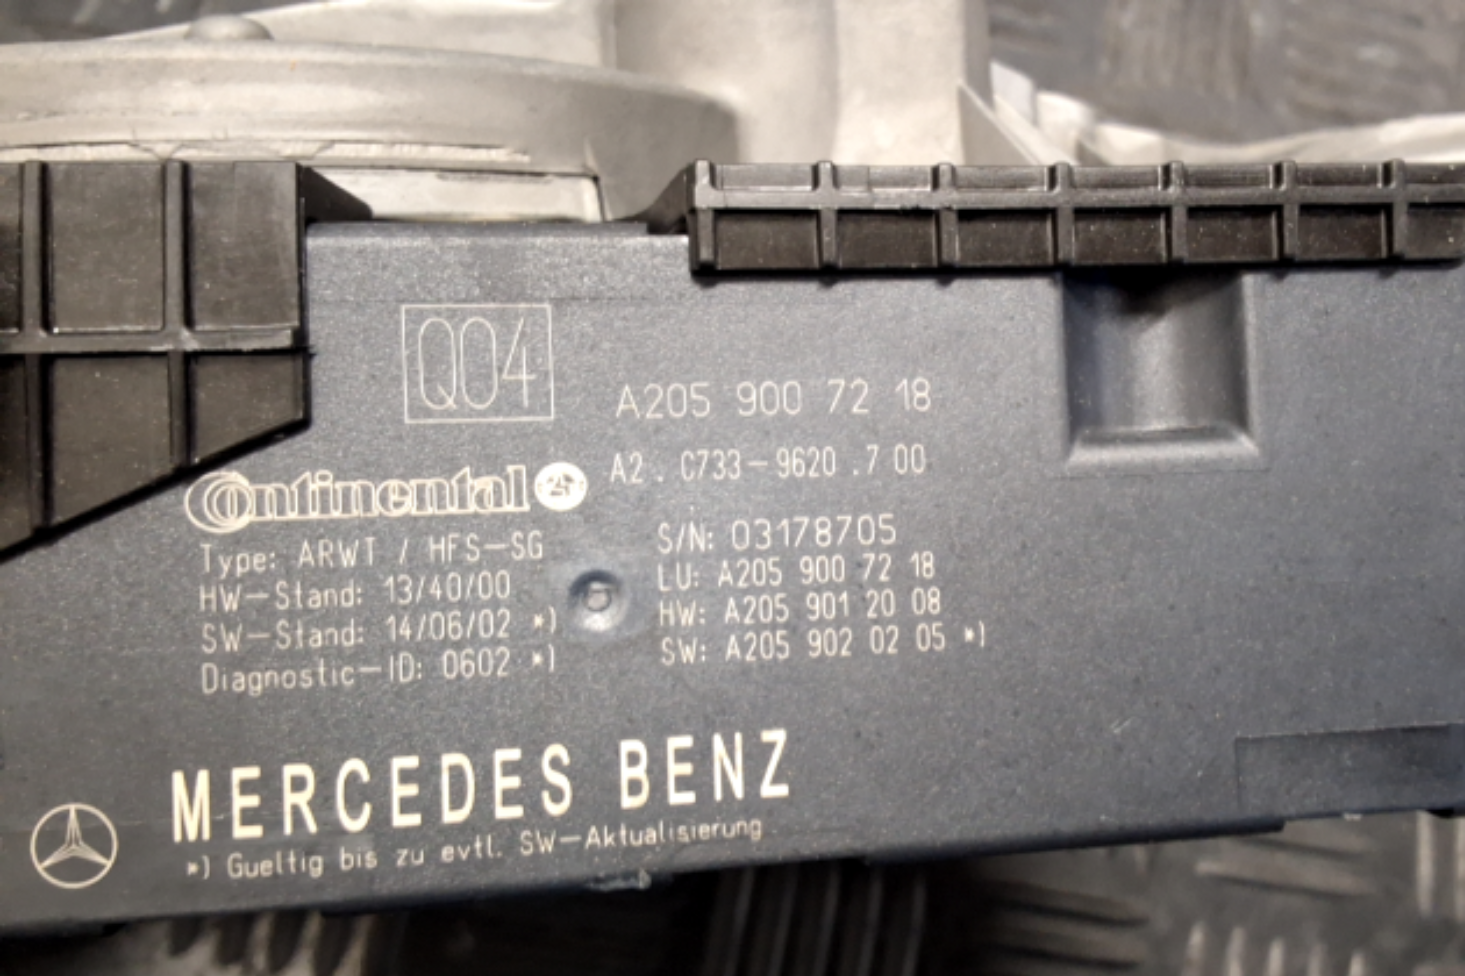 Q04
A205 900 72 18
A2 . C733-9620 .7 00
Continental
Type: ARWT / HFS-SG
HW-Stand: 13/40/00
SW-Stand: 14/06/02 *)
Diagnostic-ID: 0602 *)
S/N: 03178705
LU: A205 900 72 18
HW: A205 901 20 08
SW: A205 902 02 05 *)
MERCEDES BENZ
*) Gueltig bis zu evtl. SW-Aktualisierung